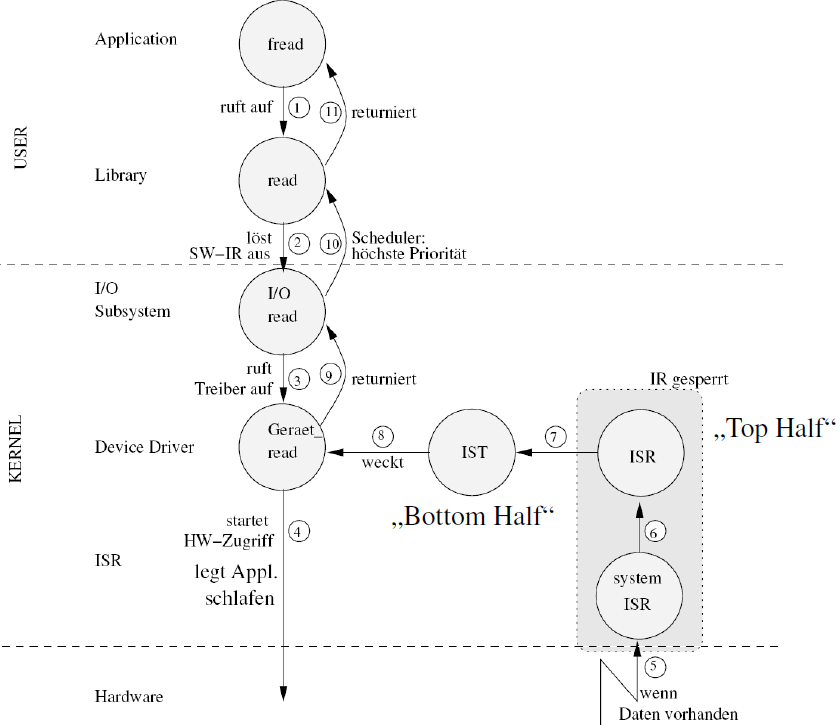 Application
fread
ruft auf
1
11
returniert
USER
Library
read
löst
SW−IR aus
2
10
Scheduler:
höchste Priorität
I/O
Subsystem
I/O
read
ruft
Treiber auf
3
9
returniert
IR gesperrt
KERNEL
Device Driver
Geraet_
read
8
weckt
IST
7
ISR
„Top Half“
„Bottom Half“
startet
HW−Zugriff
4
legt Appl.
schlafen
6
ISR
system
ISR
5
wenn
Daten vorhanden
Hardware